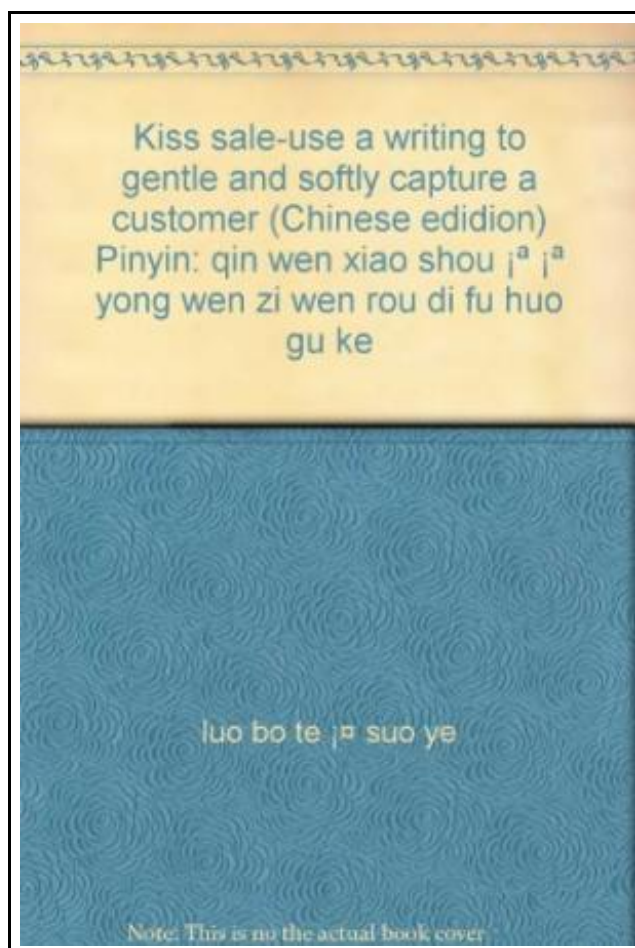 Kiss sale-use a writing to
gentle and softly capture a
customer (Chinese edidion)
Pinyin: qin wen xiao shou ¡ª ¡ª
yong wen zi wen rou di fu huo
gu ke
luo bo te ¡¤ suo ye
Note: This is no the actual book cover